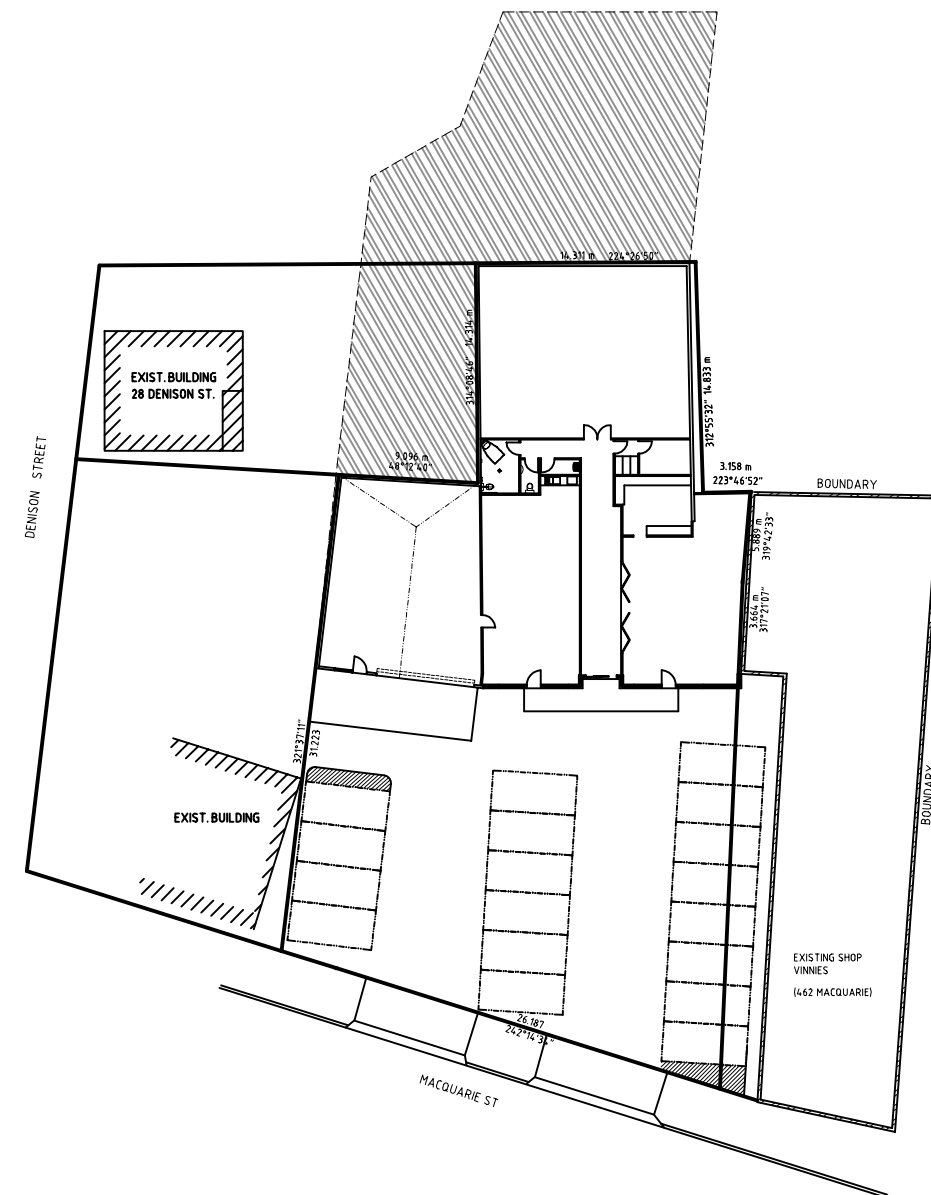 14.311 m 224°26'50"
314°08'46" 14.314 m
EXIST.BUILDING
28 DENISON ST.
312°55'32" 14.833 m
DENISON STREET
9.096 m
48°12'40"
3.158 m
223°46'52"
BOUNDARY
5.889 m
319°42'33"
3.664 m
317°21'07"
321°37'11"
31.223
EXIST.BUILDING
BOUNDARY
EXISTING SHOP
VINNIES
(462 MACQUARIE)
26.187
242°14'34"
MACQUARIE ST